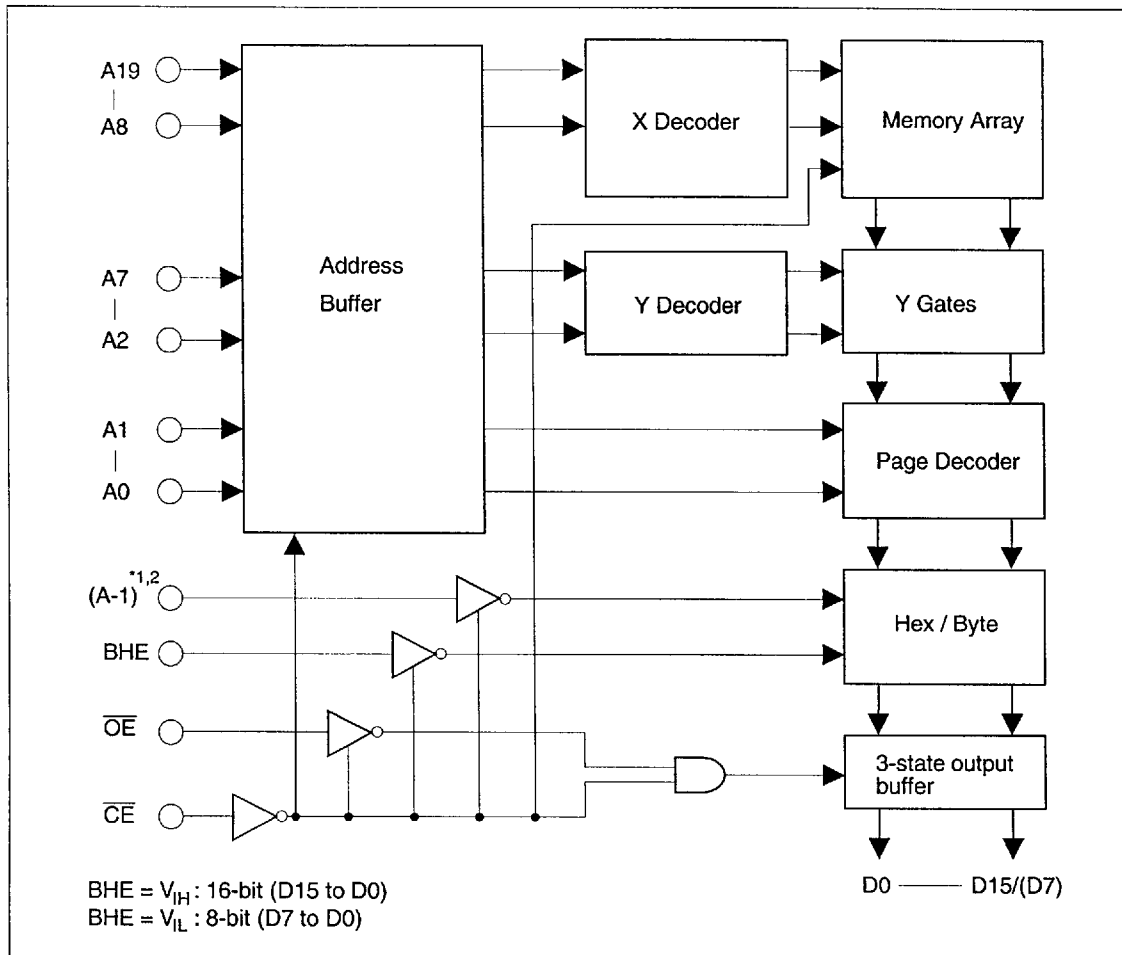 A19
A8
A7
A2
A1
A0
(A-1)*1,2
BHE
OE
CE
Address
Buffer
X Decoder
Y Decoder
Memory Array
Y Gates
Page Decoder
Hex / Byte
3-state output
buffer
D0 D15/(D7)
BHE = VIH : 16-bit (D15 to D0)
BHE = VIL : 8-bit (D7 to D0)